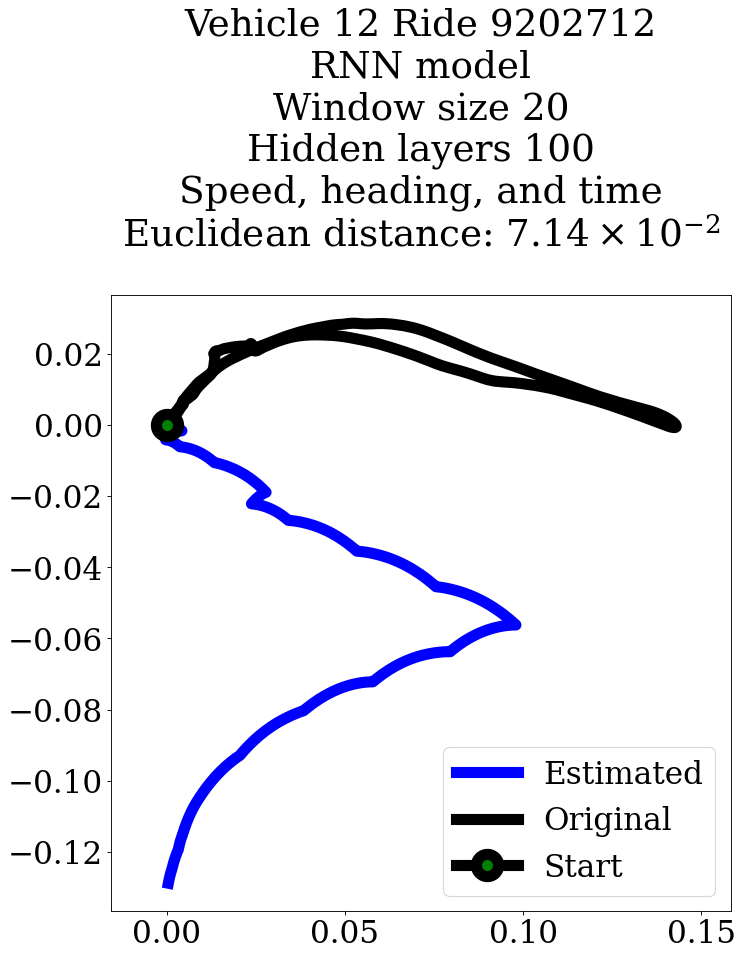 Vehicle 12 Ride 9202712
RNN model
Window size 20
Hidden layers 100
Speed, heading, and time
Euclidean distance: 7.14 × 10⁻²
0.02
0.00
−0.02
−0.04
−0.06
−0.08
−0.10
−0.12
Estimated
Original
Start
0.00 0.05 0.10 0.15